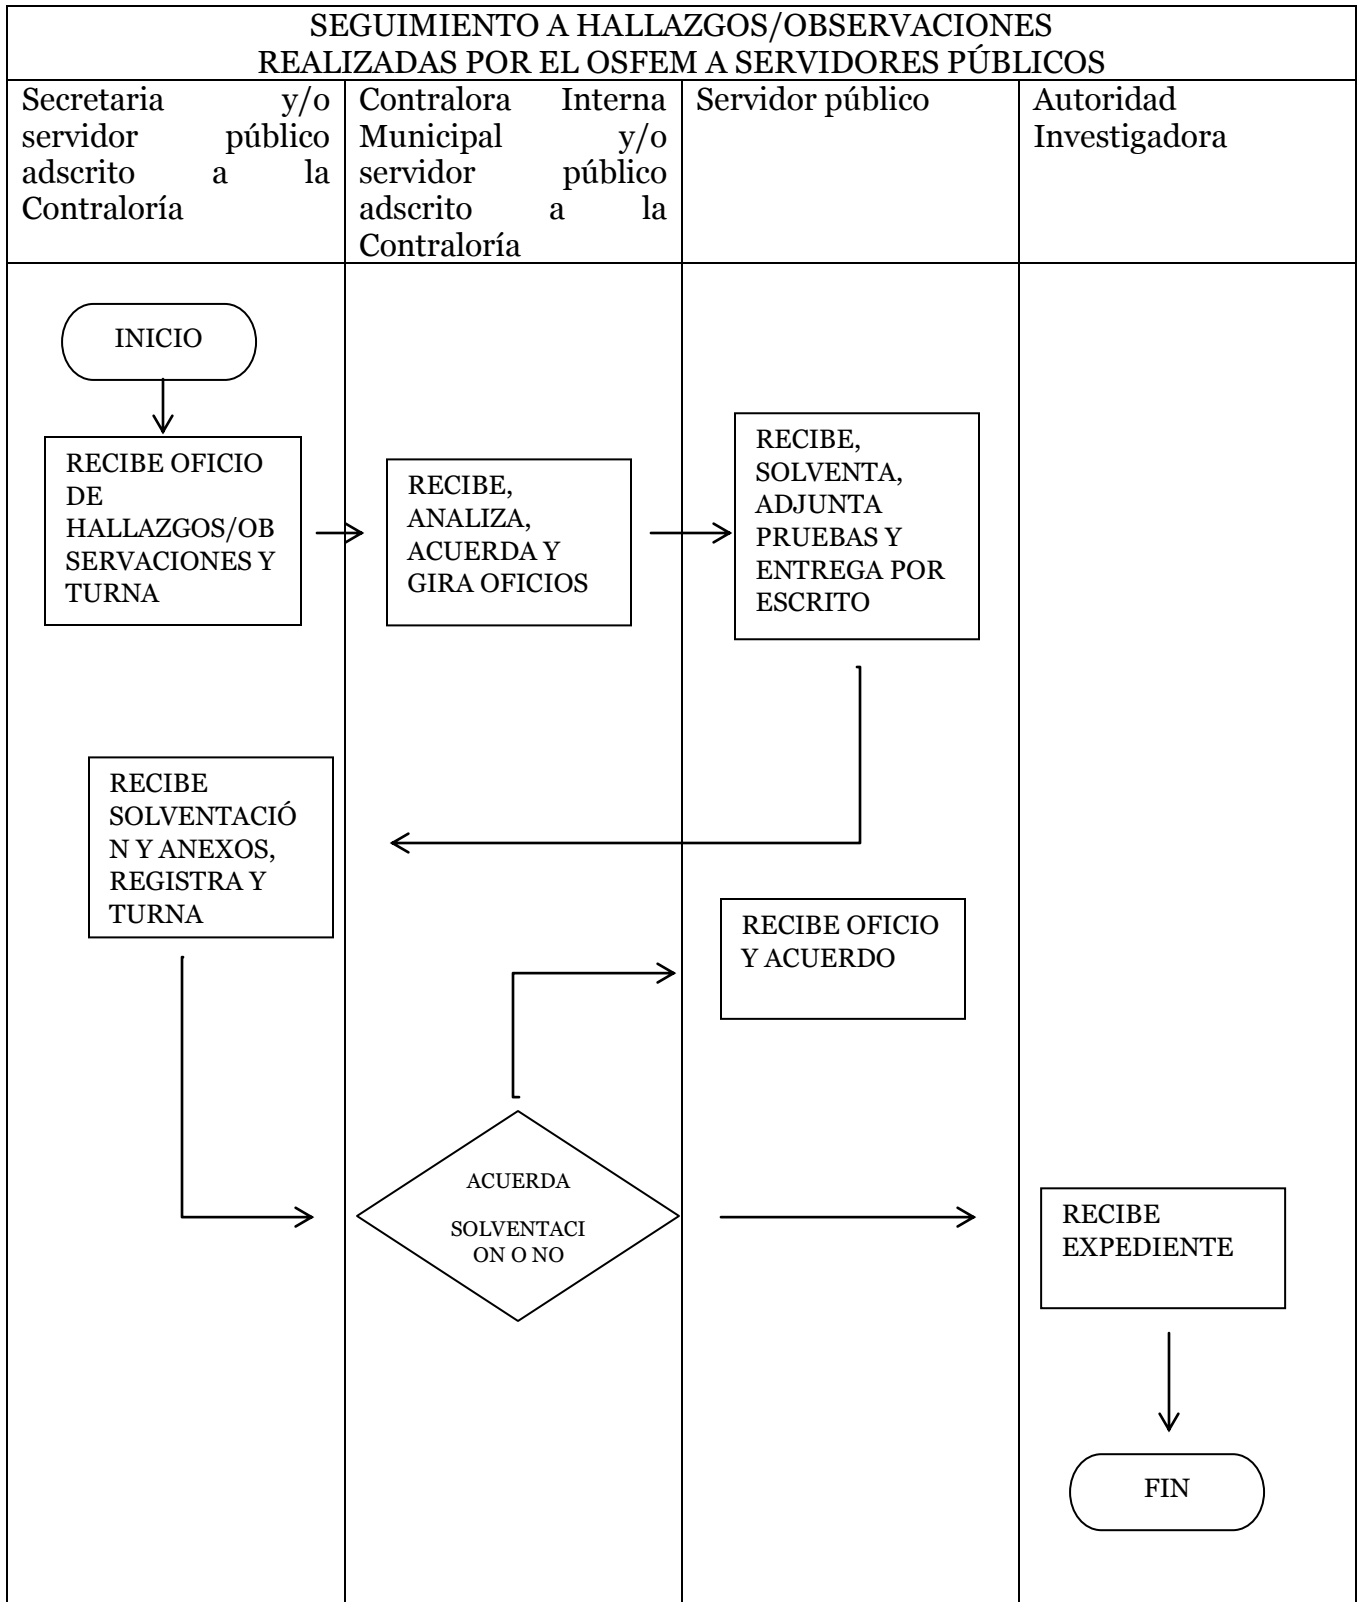 SEGUIMIENTO A HALLAZGOS/OBSERVACIONES
REALIZADAS POR EL OSFEM A SERVIDORES PÚBLICOS
Secretaria y/o
servidor público
adscrito a la
Contraloría
Contralora Interna
Municipal y/o
servidor público
adscrito a la
Contraloría
Servidor público
Autoridad
Investigadora
INICIO
RECIBE OFICIO
DE
HALLAZGOS/OB
SERVACIONES Y
TURNA
RECIBE,
ANALIZA,
ACUERDA Y
GIRA OFICIOS
RECIBE,
SOLVENTA,
ADJUNTA
PRUEBAS Y
ENTREGA POR
ESCRITO
RECIBE
SOLVENTACIÓ
N Y ANEXOS,
REGISTRA Y
TURNA
RECIBE OFICIO
Y ACUERDO
ACUERDA
SOLVENTACI
ON O NO
RECIBE
EXPEDIENTE
FIN